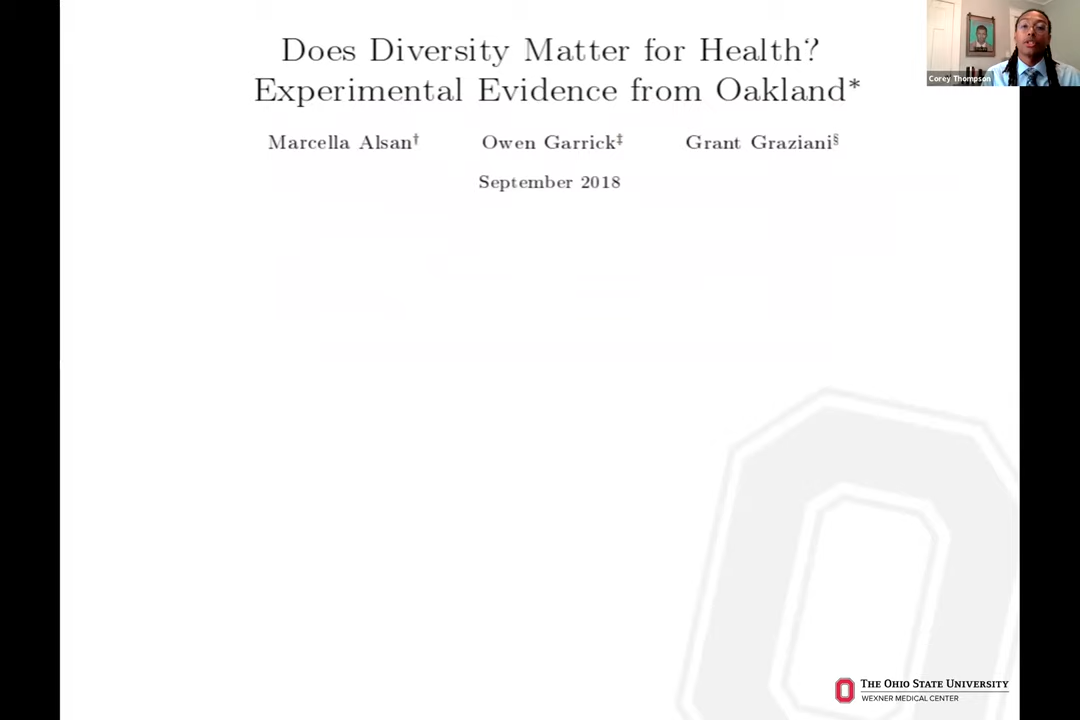 Does Diversity Matter for Health?
Experimental Evidence from Oakland*
Marcella Alsan† Owen Garrick‡ Grant Graziani§
September 2018
Corey Thompson
THE OHIO STATE UNIVERSITY
WEXNER MEDICAL CENTER